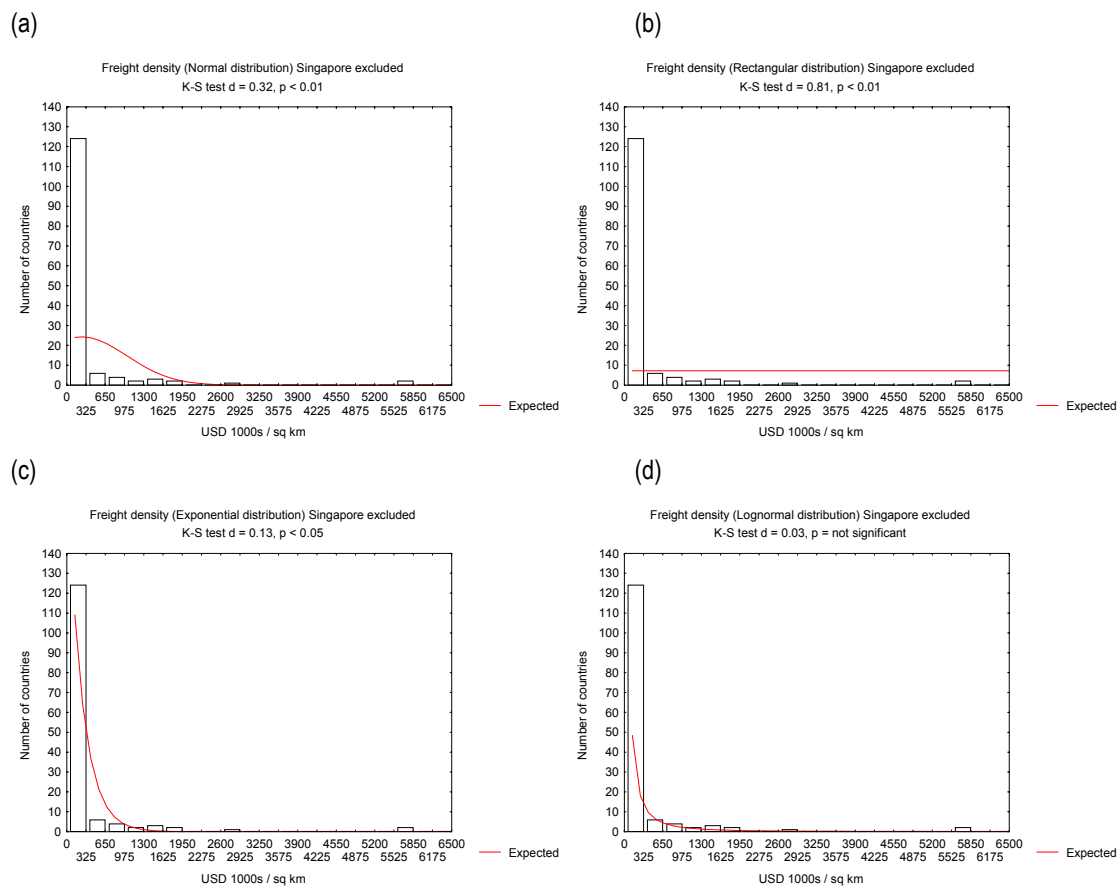 (a)
Freight density (Normal distribution) Singapore excluded
K-S test d = 0.32, p < 0.01
140
130
120
110
100
90
80
70
60
50
40
30
20
10
0
Number of countries
0 650 1300 1950 2600 3250 3900 4550 5200 5850 6500
325 975 1625 2275 2925 3575 4225 4875 5525 6175
USD 1000s / sq km
Expected
(b)
Freight density (Rectangular distribution) Singapore excluded
K-S test d = 0.81, p < 0.01
140
130
120
110
100
90
80
70
60
50
40
30
20
10
0
Number of countries
0 650 1300 1950 2600 3250 3900 4550 5200 5850 6500
325 975 1625 2275 2925 3575 4225 4875 5525 6175
USD 1000s / sq km
Expected
(c)
Freight density (Exponential distribution) Singapore excluded
K-S test d = 0.13, p < 0.05
140
130
120
110
100
90
80
70
60
50
40
30
20
10
0
Number of countries
0 650 1300 1950 2600 3250 3900 4550 5200 5850 6500
325 975 1625 2275 2925 3575 4225 4875 5525 6175
USD 1000s / sq km
Expected
(d)
Freight density (Lognormal distribution) Singapore excluded
K-S test d = 0.03, p = not significant
140
130
120
110
100
90
80
70
60
50
40
30
20
10
0
Number of countries
0 650 1300 1950 2600 3250 3900 4550 5200 5850 6500
325 975 1625 2275 2925 3575 4225 4875 5525 6175
USD 1000s / sq km
Expected